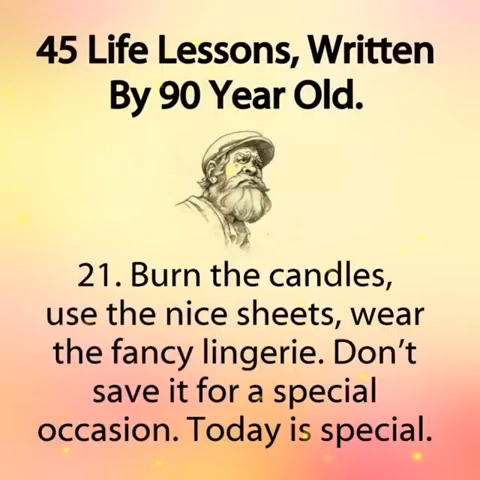 45 Life Lessons, Written
By 90 Year Old.
21. Burn the candles,
use the nice sheets, wear
the fancy lingerie. Don't
save it for a special
occasion. Today is special.